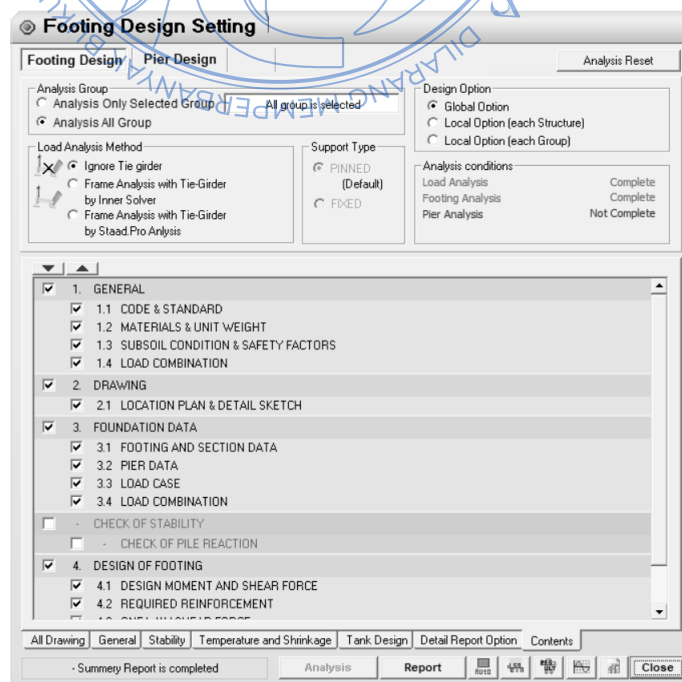 Footing Design Setting
Footing Design
Pier Design
Analysis Reset
DILARANG MEMPERBANYAK
Analysis Group
Analysis Only Selected Group
All group is selected
Analysis All Group
Design Option
Global Option
Local Option (each Structure)
Local Option (each Group)
Load Analysis Method
Ignore Tie girder
Frame Analysis with Tie-Girder
by Inner Solver
Frame Analysis with Tie-Girder
by Staad.Pro Anlysis
Support Type
PINNED
(Default)
FIXED
Analysis conditions
Load Analysis Complete
Footing Analysis Complete
Pier Analysis Not Complete
1. GENERAL
1.1 CODE & STANDARD
1.2 MATERIALS & UNIT WEIGHT
1.3 SUBSOIL CONDITION & SAFETY FACTORS
1.4 LOAD COMBINATION
2. DRAWING
2.1 LOCATION PLAN & DETAIL SKETCH
3. FOUNDATION DATA
3.1 FOOTING AND SECTION DATA
3.2 PIER DATA
3.3 LOAD CASE
3.4 LOAD COMBINATION
- CHECK OF STABILITY
- CHECK OF PILE REACTION
4. DESIGN OF FOOTING
4.1 DESIGN MOMENT AND SHEAR FORCE
4.2 REQUIRED REINFORCEMENT
All Drawing General Stability Temperature and Shrinkage Tank Design Detail Report Option Contents
- Summery Report is completed
Analysis
Report
AUTO
Close